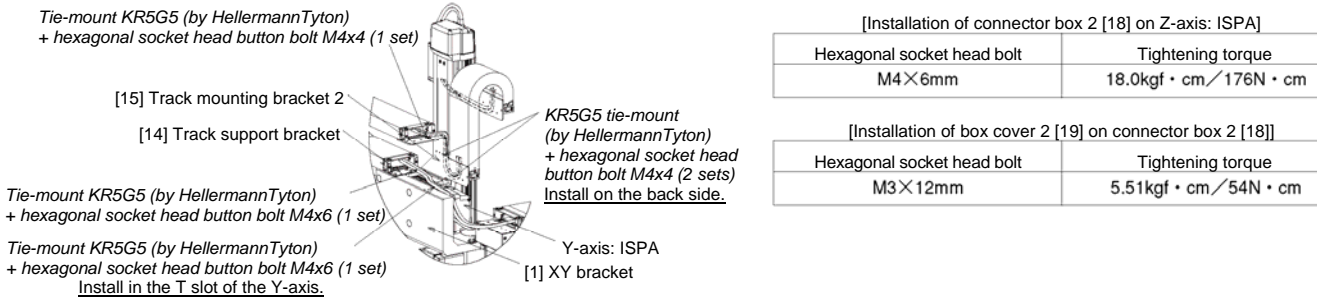 Tie-mount KR5G5 (by HellermannTyton)
+ hexagonal socket head button bolt M4x4 (1 set)
[15] Track mounting bracket 2
[14] Track support bracket
KR5G5 tie-mount
(by HellermannTyton)
+ hexagonal socket head
button bolt M4x4 (2 sets)
Install on the back side.
Tie-mount KR5G5 (by HellermannTyton)
+ hexagonal socket head button bolt M4x6 (1 set)
Tie-mount KR5G5 (by HellermannTyton)
+ hexagonal socket head button bolt M4x6 (1 set)
Install in the T slot of the Y-axis.
Y-axis: ISPA
[1] XY bracket
[Installation of connector box 2 [18] on Z-axis: ISPA]
Hexagonal socket head bolt Tightening torque
M4×6mm 18.0kgf・cm／176N・cm
[Installation of box cover 2 [19] on connector box 2 [18]]
Hexagonal socket head bolt Tightening torque
M3×12mm 5.51kgf・cm／54N・cm